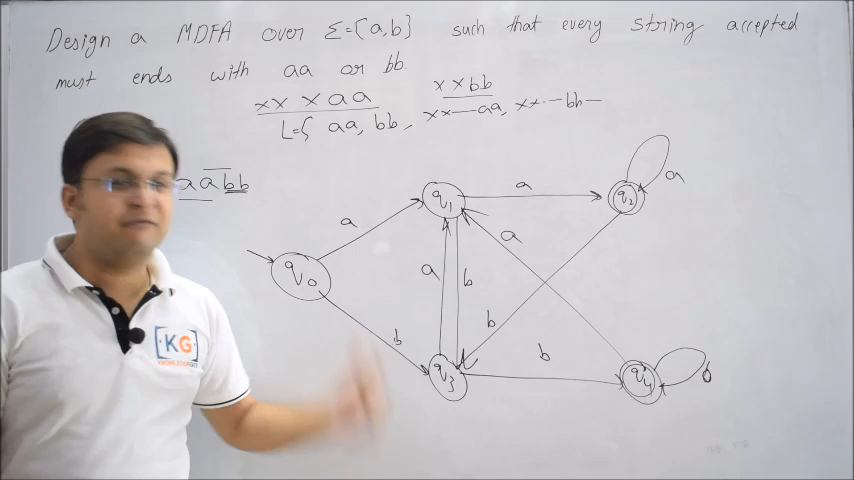 Design a MDFA over Σ={a,b} such that every string accepted
must ends with aa or bb.
xx x aa
x x bb
L={ aa, bb, xx---aa, xx---bb---
aabb
a
q1
a
q2
a
a
q0
a
b
b
b
b
q3
b
q4
b
[KG]